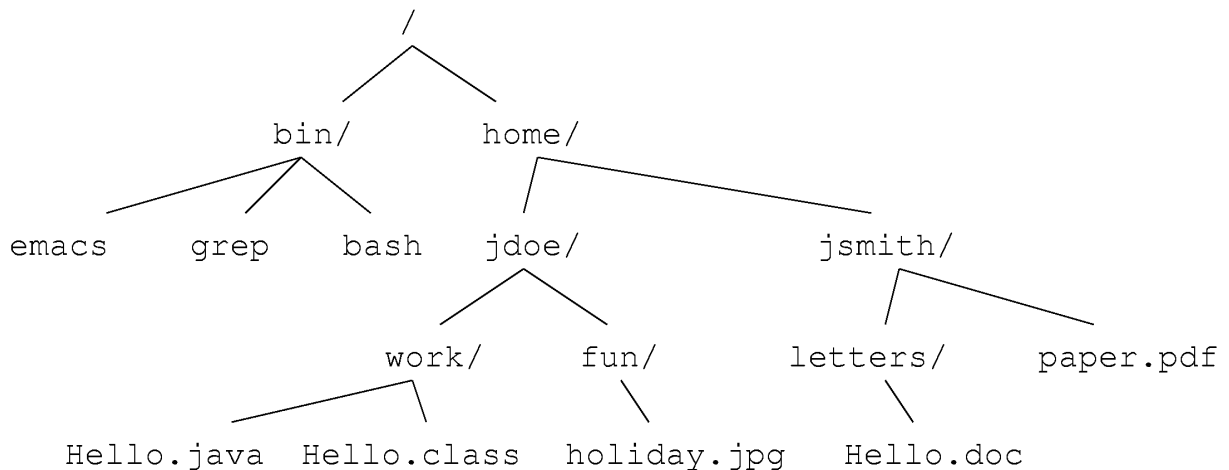 /
bin/ home/
emacs grep bash jdoe/ jsmith/
work/ fun/ letters/ paper.pdf
Hello.java Hello.class holiday.jpg Hello.doc